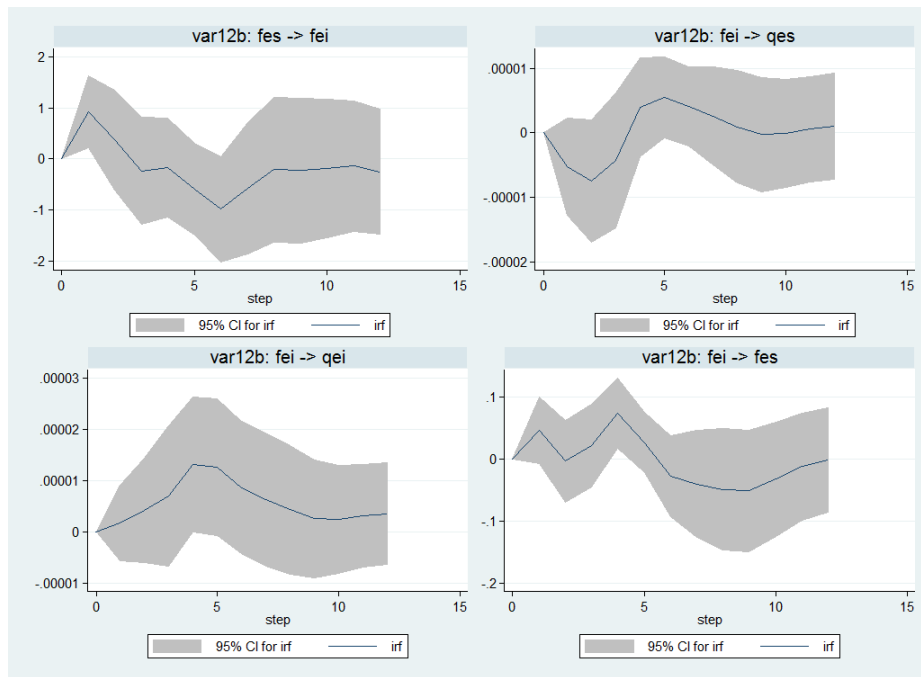 var12b: fes -> fei
2
1
0
-1
-2
0 5 10 15
step
95% CI for irf irf
var12b: fei -> qes
.00001
0
-.00001
-.00002
0 5 10 15
step
95% CI for irf irf
var12b: fei -> qei
.00003
.00002
.00001
0
-.00001
0 5 10 15
step
95% CI for irf irf
var12b: fei -> fes
.1
0
-.1
-.2
0 5 10 15
step
95% CI for irf irf